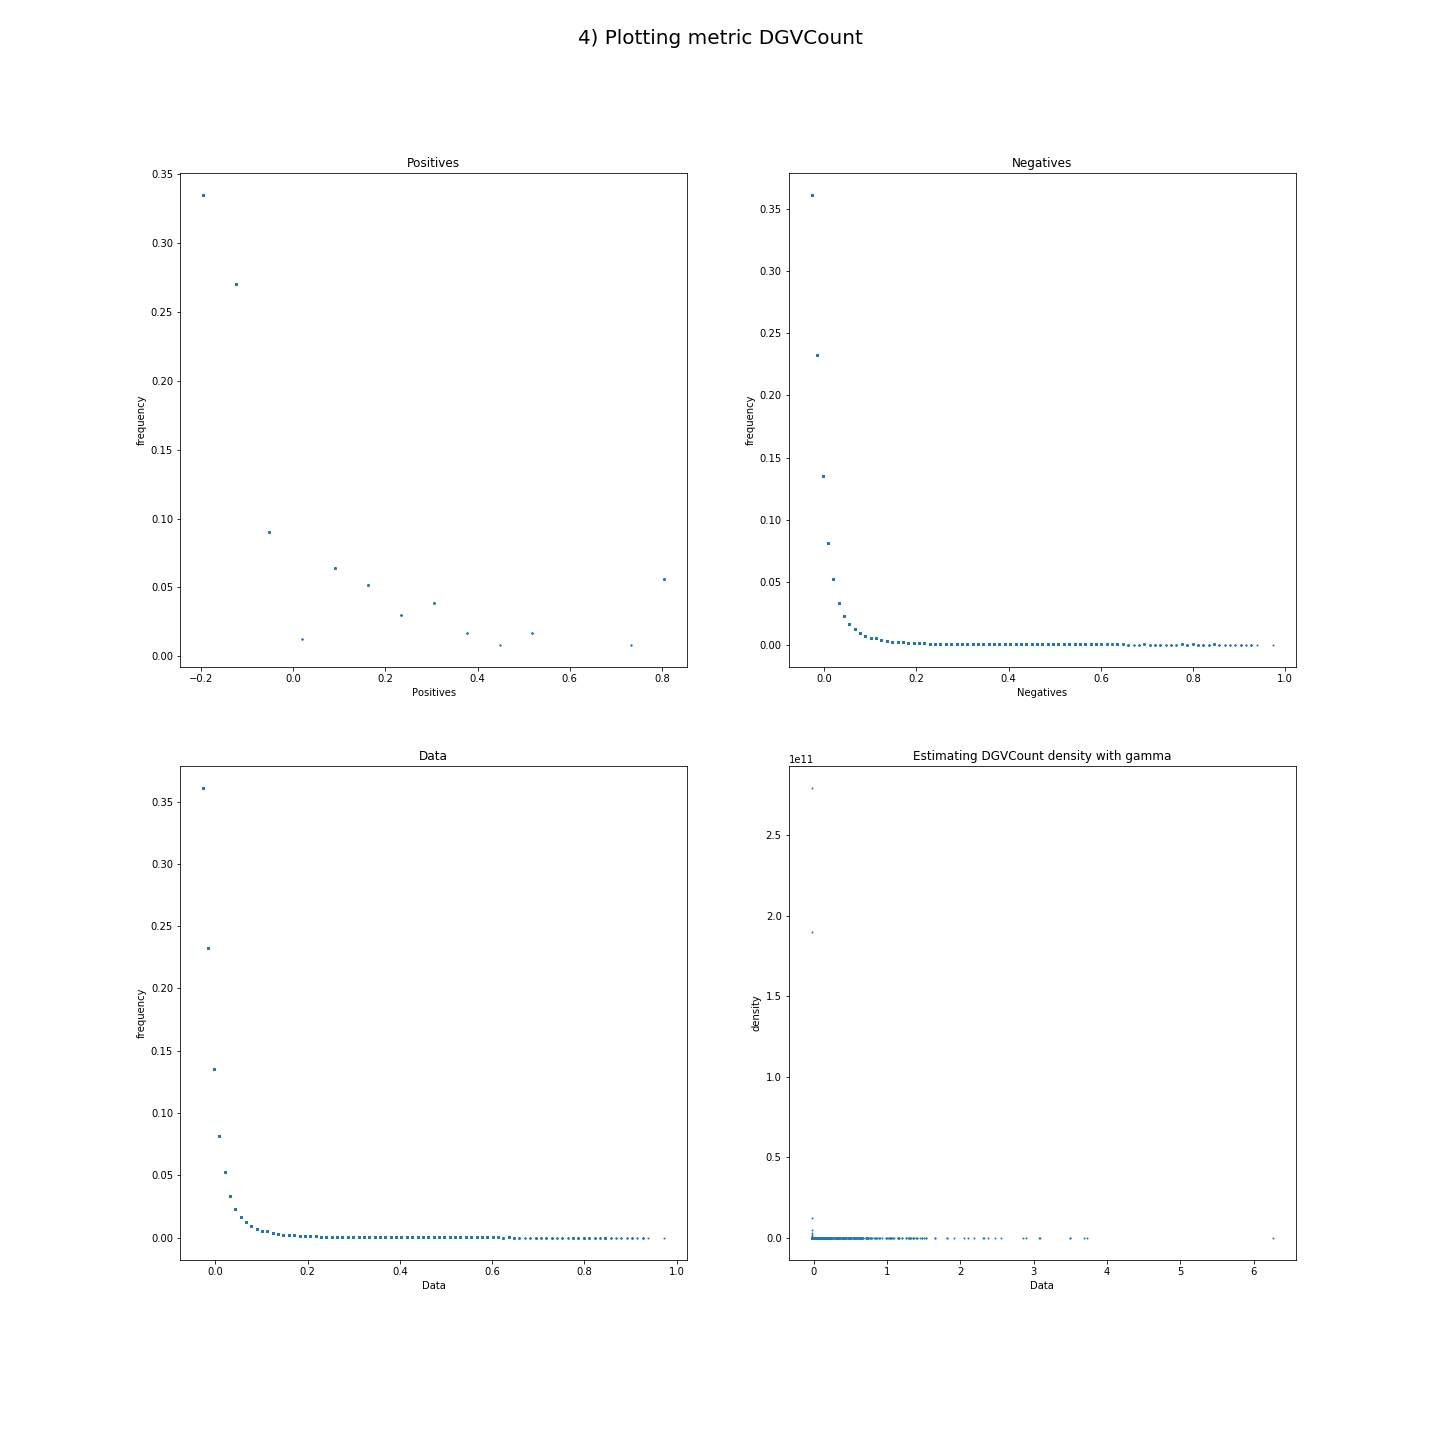 4) Plotting metric DGVCount
Positives
0.35
0.30
0.25
0.20
0.15
0.10
0.05
0.00
frequency
−0.2 0.0 0.2 0.4 0.6 0.8
Positives
Negatives
0.35
0.30
0.25
0.20
0.15
0.10
0.05
0.00
frequency
0.0 0.2 0.4 0.6 0.8 1.0
Negatives
Data
0.35
0.30
0.25
0.20
0.15
0.10
0.05
0.00
frequency
0.0 0.2 0.4 0.6 0.8 1.0
Data
Estimating DGVCount density with gamma
1e11
2.5
2.0
1.5
1.0
0.5
0.0
density
0 1 2 3 4 5 6
Data